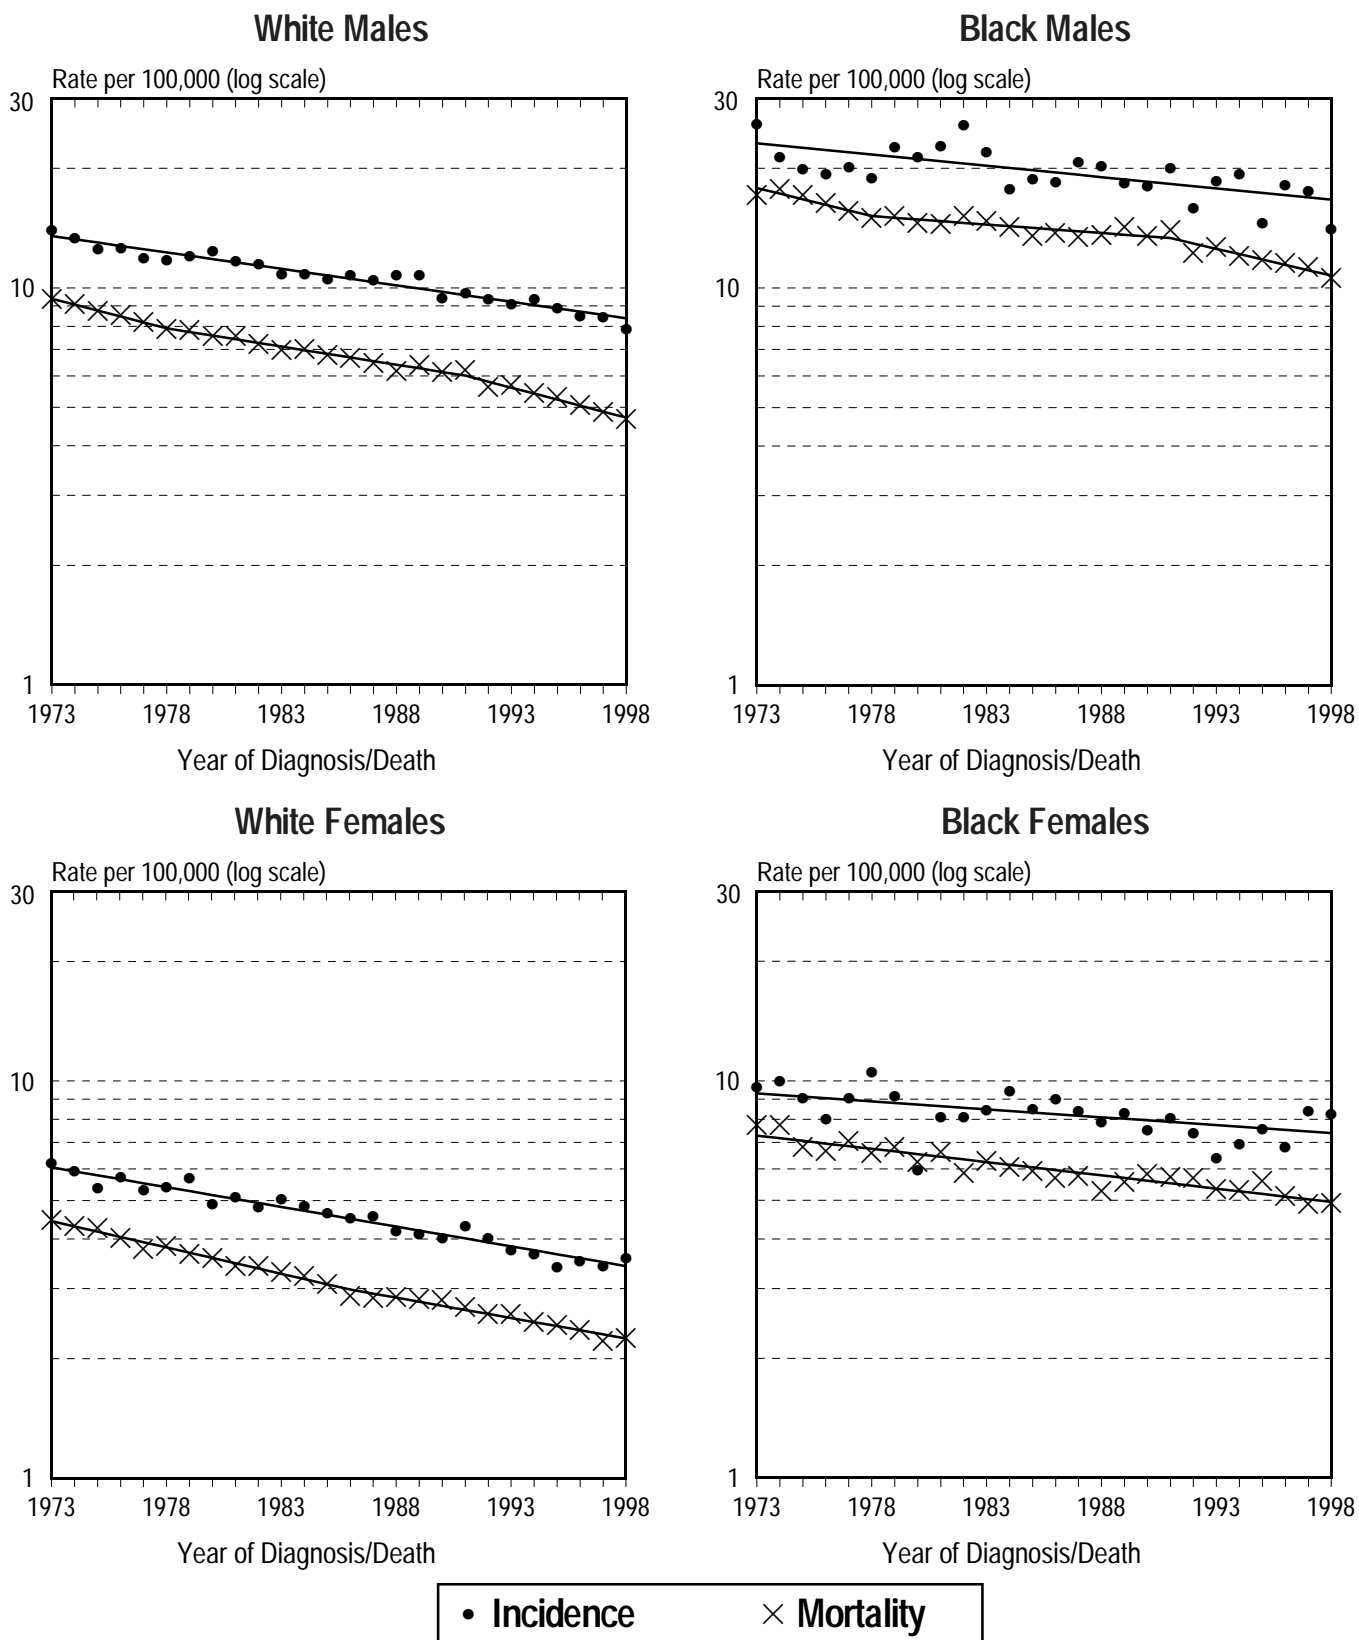 White Males
Rate per 100,000 (log scale)
30
10
1
1973 1978 1983 1988 1993 1998
Year of Diagnosis/Death
Black Males
Rate per 100,000 (log scale)
30
10
1
1973 1978 1983 1988 1993 1998
Year of Diagnosis/Death
White Females
Rate per 100,000 (log scale)
30
10
1
1973 1978 1983 1988 1993 1998
Year of Diagnosis/Death
Black Females
Rate per 100,000 (log scale)
30
10
1
1973 1978 1983 1988 1993 1998
Year of Diagnosis/Death
Incidence Mortality